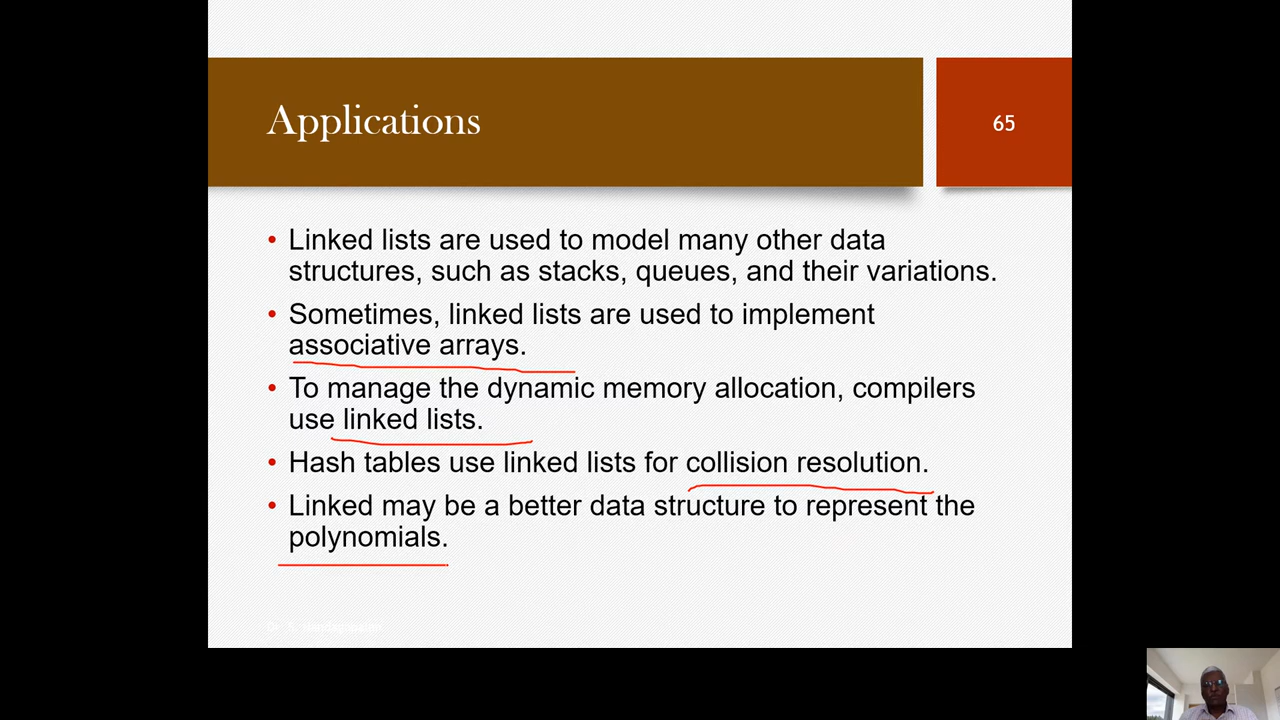 Applications
65
• Linked lists are used to model many other data
structures, such as stacks, queues, and their variations.
• Sometimes, linked lists are used to implement
associative arrays.
• To manage the dynamic memory allocation, compilers
use linked lists.
• Hash tables use linked lists for collision resolution.
• Linked may be a better data structure to represent the
polynomials.